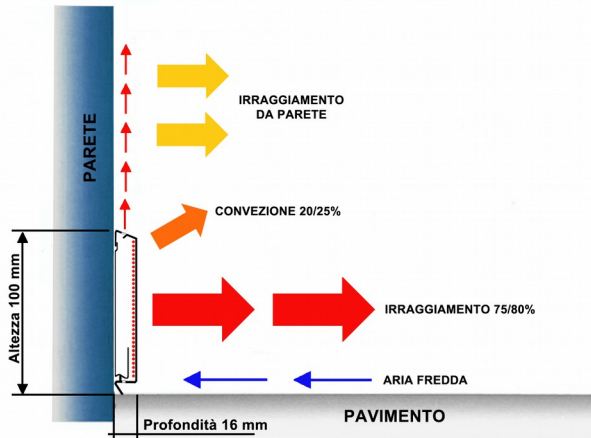 IRRAGGIAMENTO
DA PARETE
PARETE
CONVEZIONE 20/25%
Altezza 100 mm
IRRAGGIAMENTO 75/80%
ARIA FREDDA
Profondità 16 mm
PAVIMENTO